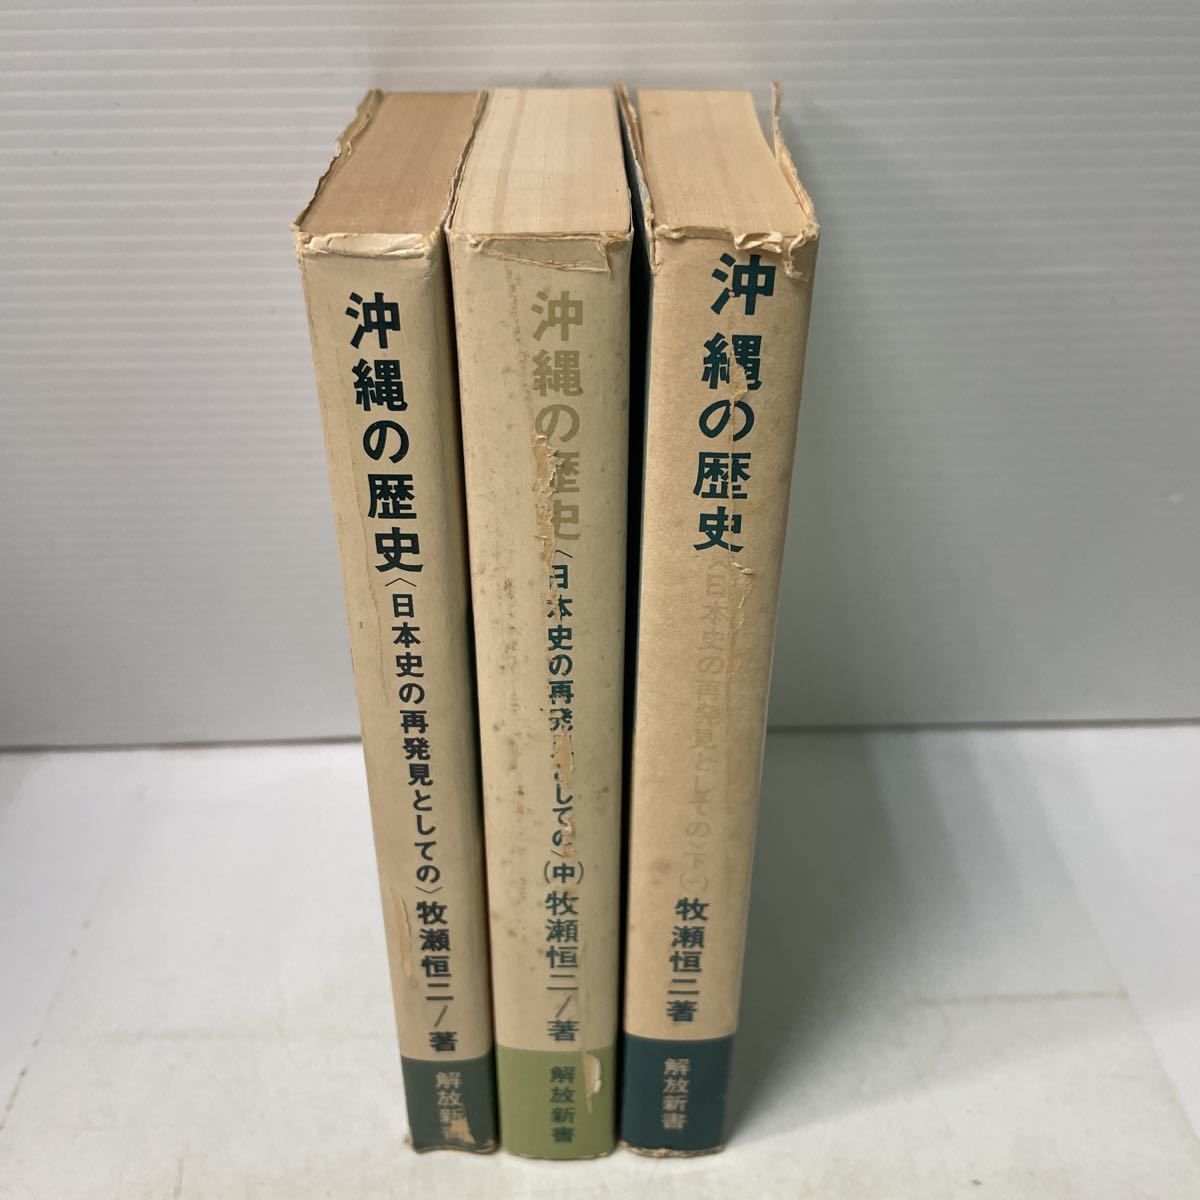 沖縄の歴史〈日本史の再発見としての〉牧瀬恒二/著
解放新書
沖縄の歴史〈日本史の再発見としての〉(中)牧瀬恒二/著
解放新書
沖縄の歴史〈日本史の再発見としての〉下(一)牧瀬恒二著
解放新書